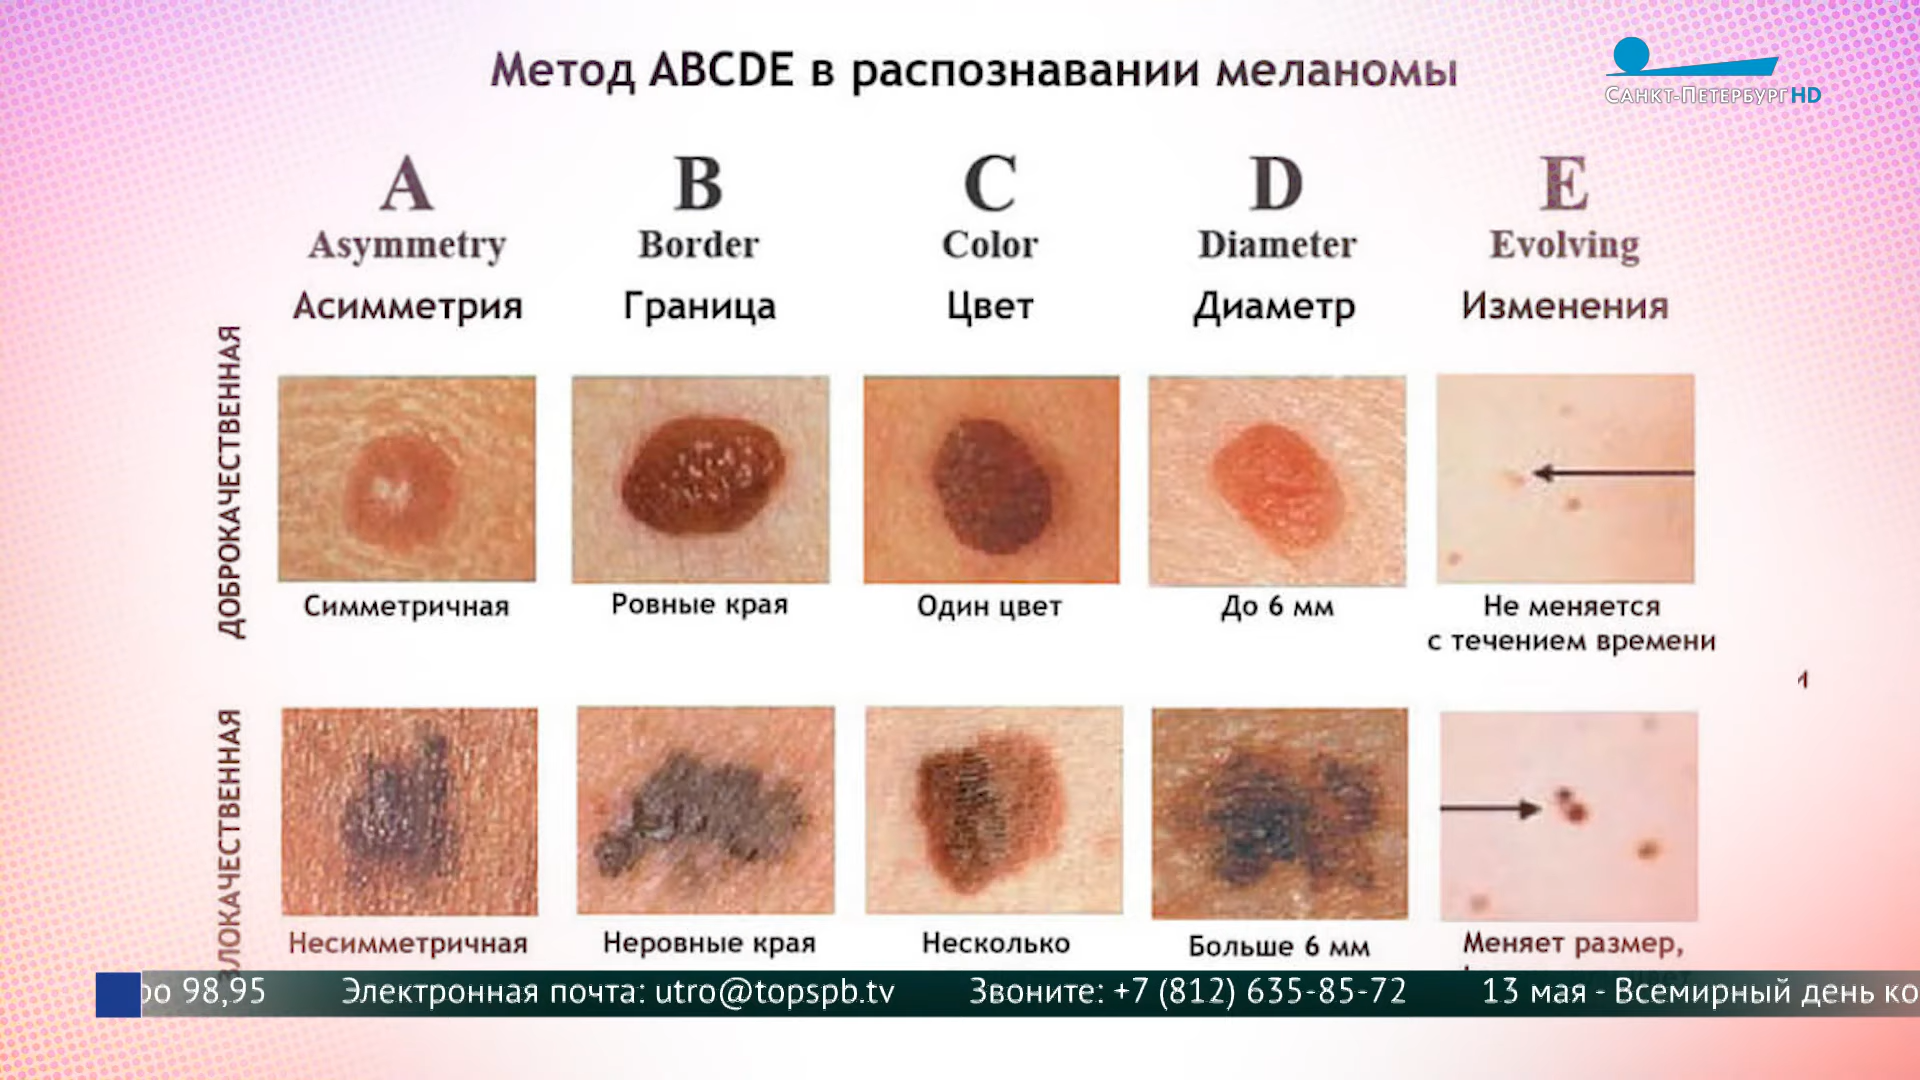 Метод ABCDE в распознавании меланомы
САНКТ-ПЕТЕРБУРГ HD
A
B
C
D
E
Asymmetry
Border
Color
Diameter
Evolving
Асимметрия
Граница
Цвет
Диаметр
Изменения
ДОБРОКАЧЕСТВЕННАЯ
Симметричная
Ровные края
Один цвет
До 6 мм
Не меняется
с течением времени
ЗЛОКАЧЕСТВЕННАЯ
Несимметричная
Неровные края
Несколько
Больше 6 мм
Меняет размер,
98,95 Электронная почта: utro@topspb.tv Звоните: +7 (812) 635-85-72 13 мая - Всемирный день